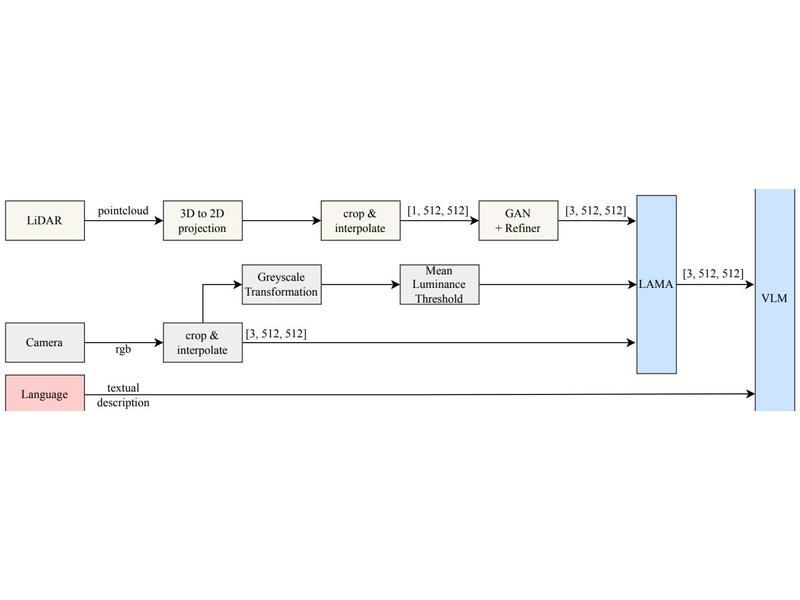 LiDAR
pointcloud
3D to 2D
projection
crop &
interpolate
[1, 512, 512]
GAN
+ Refiner
[3, 512, 512]
Greyscale
Transformation
Mean
Luminance
Threshold
LAMA
[3, 512, 512]
VLM
Camera
rgb
crop &
interpolate
[3, 512, 512]
Language
textual
description